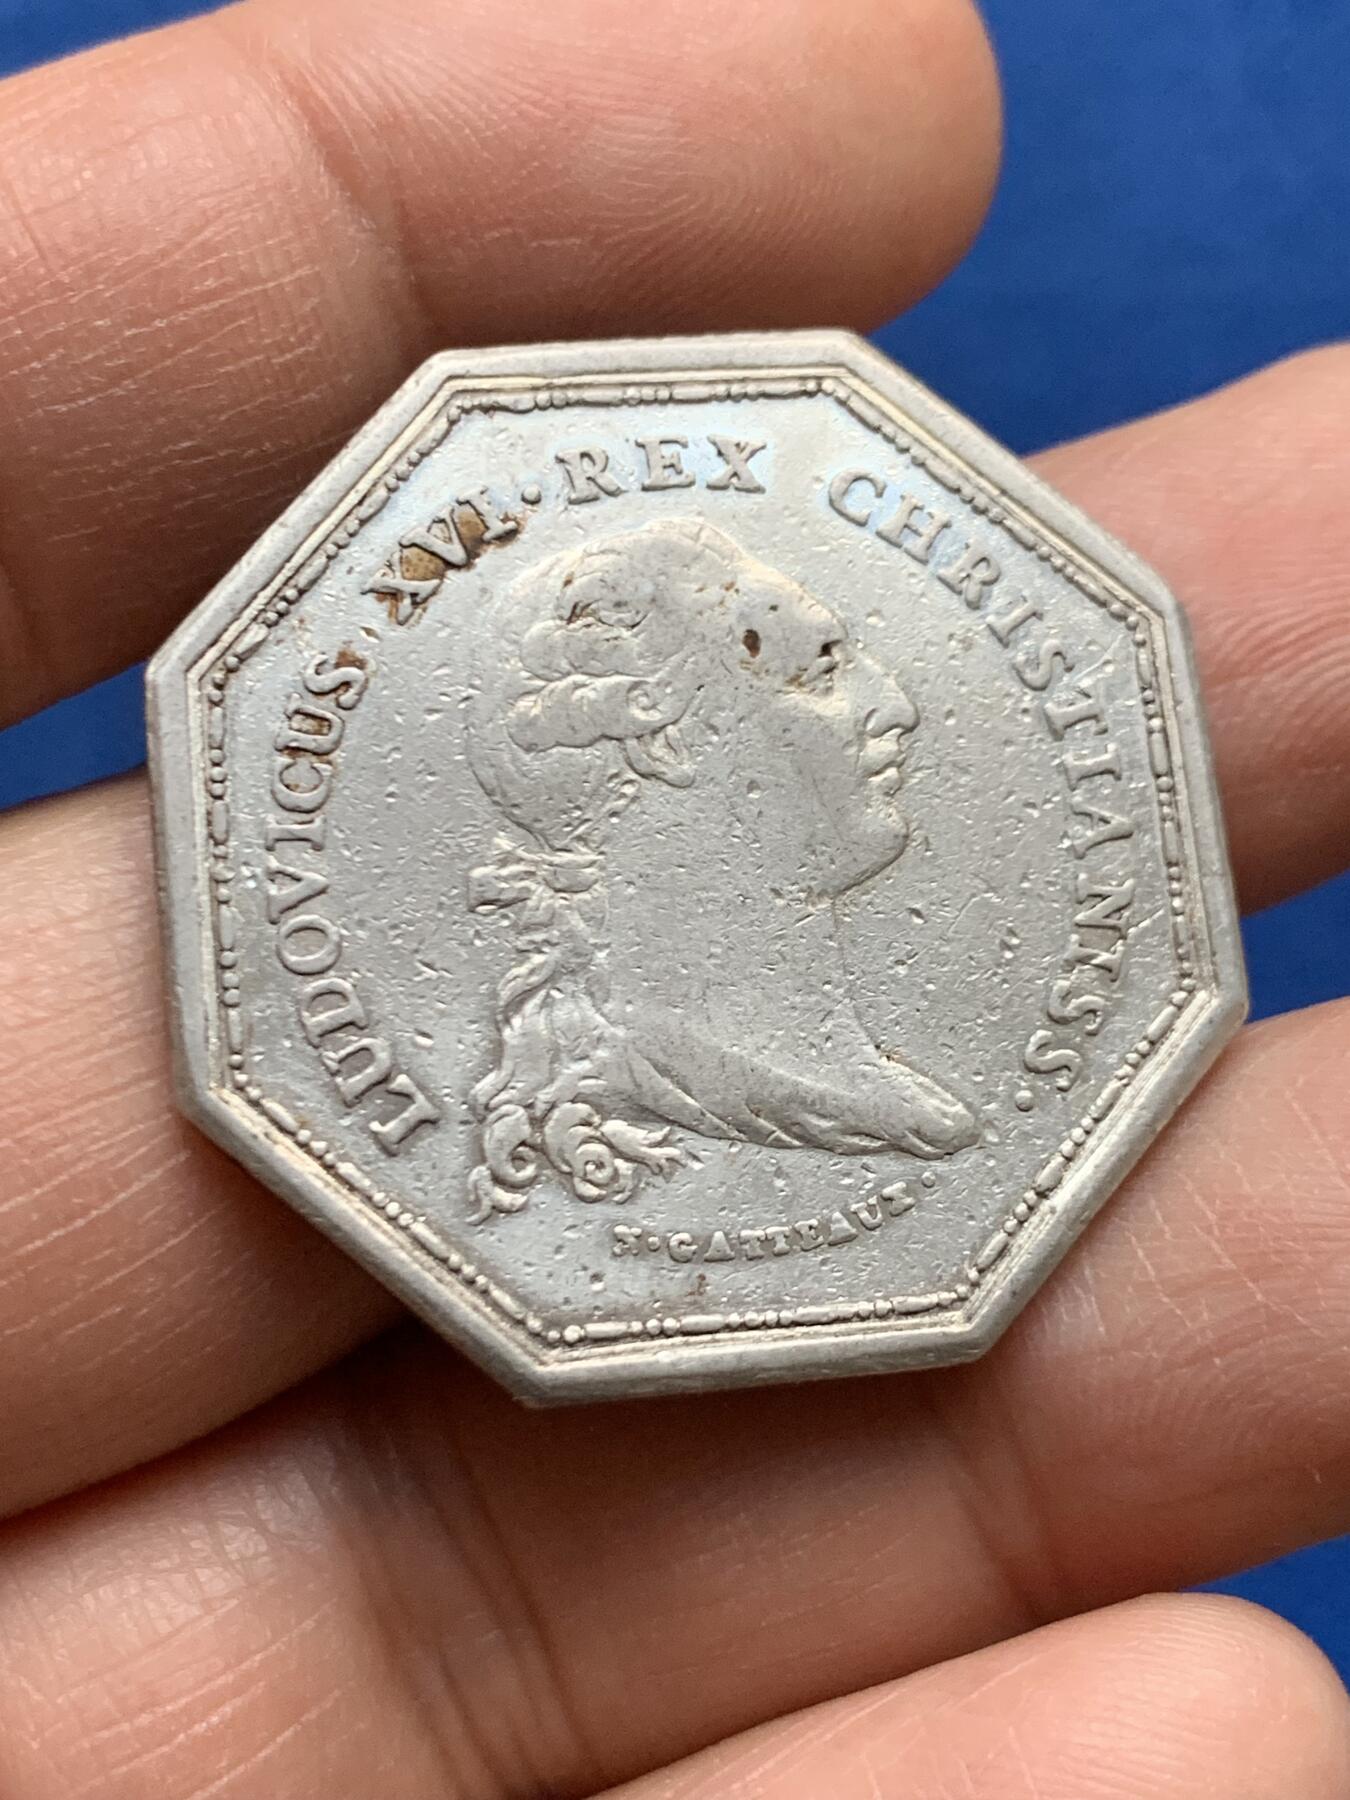 LUDOVICUS XVI · REX CHRISTIANISS ·
N · GATTEAUX ·